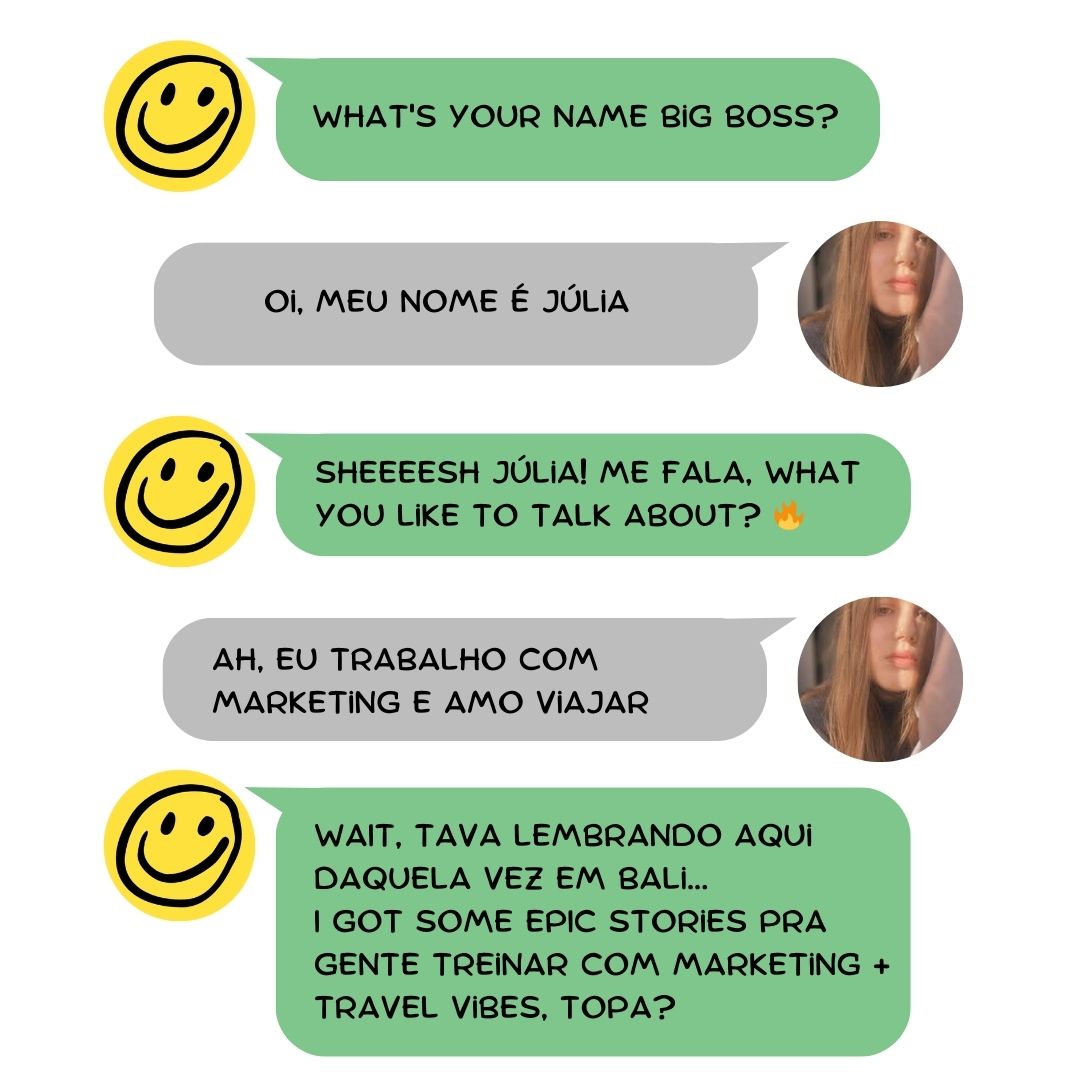 WHAT'S YOUR NAME BIG BOSS?
OI, MEU NOME É JÚLIA
SHEEEESH JÚLIA! ME FALA, WHAT
YOU LIKE TO TALK ABOUT? 🔥
AH, EU TRABALHO COM
MARKETING E AMO VIAJAR
WAIT, TAVA LEMBRANDO AQUI
DAQUELA VEZ EM BALI...
I GOT SOME EPIC STORIES PRA
GENTE TREINAR COM MARKETING +
TRAVEL VIBES, TOPA?